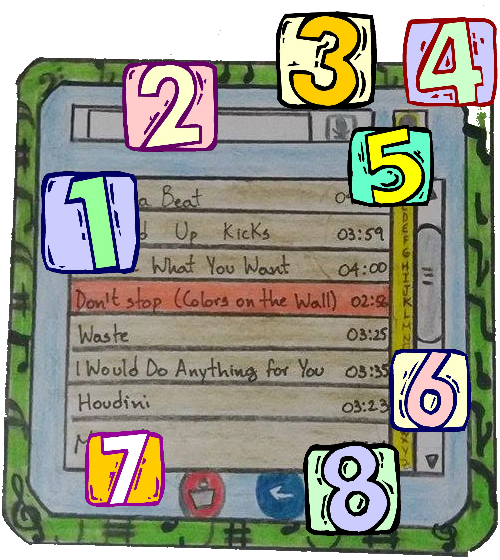 3 4
2
5
a Beat
1
Up Kicks 03:59
What You Want 04:00
Don't stop (Colors on the Wall) 02:56
Waste 03:25
I Would Do Anything for You 03:35
6
Houdini 03:23
7
8